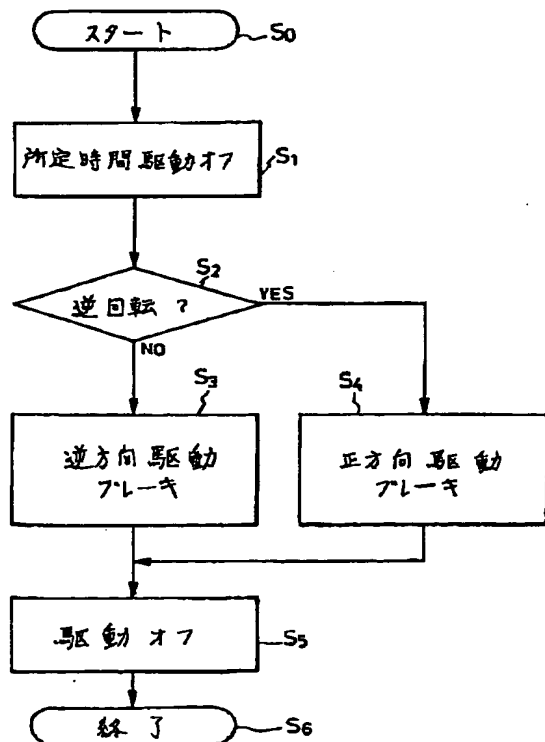 スタート
S0
所定時間駆動オフ
S1
S2
逆回転？
YES
NO
S3
逆方向駆動
ブレーキ
S4
正方向駆動
ブレーキ
駆動オフ
S5
終了
S6